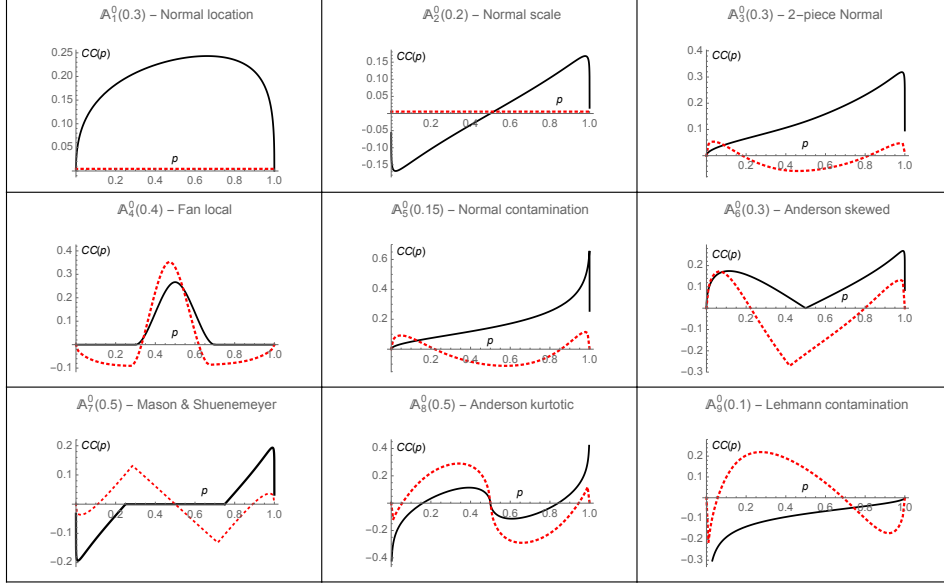 𝔸₁⁰(0.3) – Normal location
CC(p)
0.25
0.20
0.15
0.10
0.05
p
0.2 0.4 0.6 0.8 1.0
𝔸₂⁰(0.2) – Normal scale
CC(p)
0.15
0.10
0.05
p
0.2 0.4 0.6 0.8 1.0
-0.05
-0.10
-0.15
𝔸₃⁰(0.3) – 2-piece Normal
CC(p)
0.4
0.3
0.2
0.1
p
0.2 0.4 0.6 0.8 1.0
𝔸₄⁰(0.4) – Fan local
CC(p)
0.4
0.3
0.2
0.1
p
0.2 0.4 0.6 0.8 1.0
-0.1
𝔸₅⁰(0.15) – Normal contamination
CC(p)
0.6
0.4
0.2
p
0.2 0.4 0.6 0.8 1.0
𝔸₆⁰(0.3) – Anderson skewed
CC(p)
0.2
0.1
p
0.2 0.4 0.6 0.8 1.0
-0.1
-0.2
-0.3
𝔸₇⁰(0.5) – Mason & Shuenemeyer
CC(p)
0.2
0.1
p
0.2 0.4 0.6 0.8 1.0
-0.1
-0.2
𝔸₈⁰(0.5) – Anderson kurtotic
CC(p)
0.4
0.2
p
0.2 0.4 0.6 0.8 1.0
-0.2
-0.4
𝔸₉⁰(0.1) – Lehmann contamination
CC(p)
0.2
0.1
p
0.2 0.4 0.6 0.8 1.0
-0.1
-0.2
-0.3